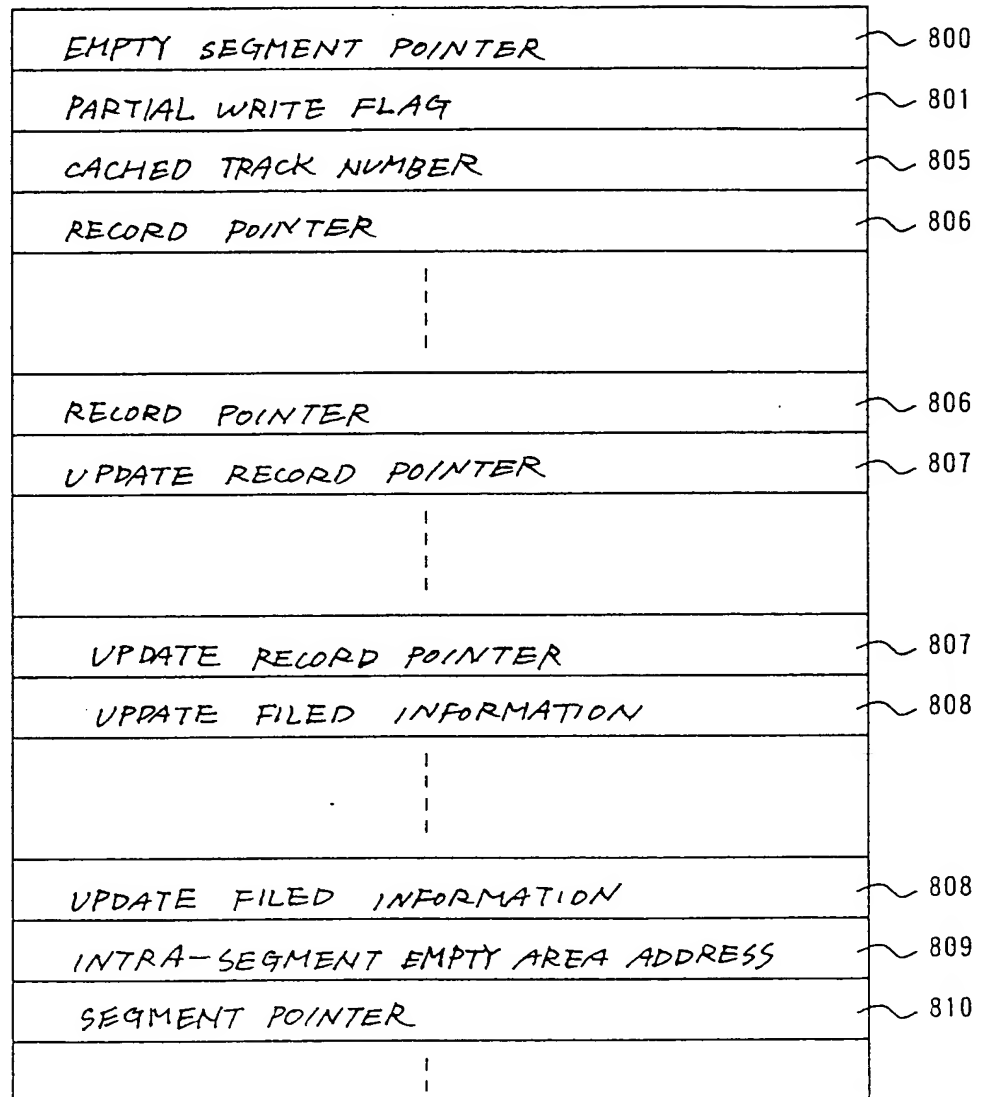 EMPTY SEGMENT POINTER 800
PARTIAL WRITE FLAG 801
CACHED TRACK NUMBER 805
RECORD POINTER 806
RECORD POINTER 806
UPDATE RECORD POINTER 807
UPDATE RECORD POINTER 807
UPDATE FILED INFORMATION 808
UPDATE FILED INFORMATION 808
INTRA-SEGMENT EMPTY AREA ADDRESS 809
SEGMENT POINTER 810